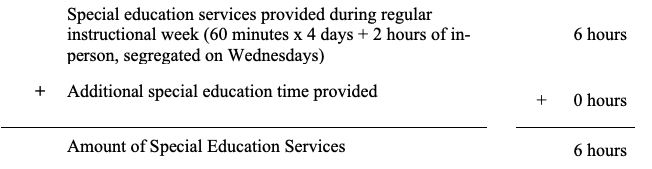 Special education services provided during regular
instructional week (60 minutes x 4 days + 2 hours of in-
person, segregated on Wednesdays)
6 hours
+ Additional special education time provided
+ 0 hours
Amount of Special Education Services
6 hours